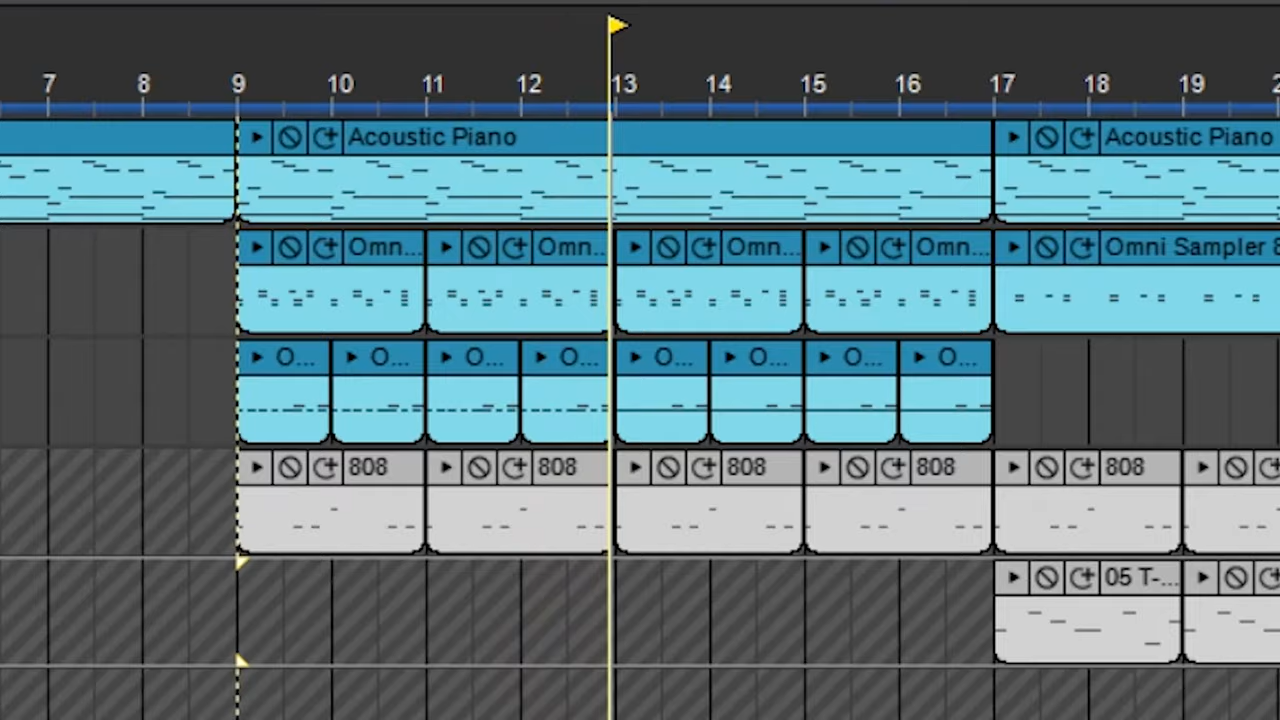 7 8 9 10 11 12 13 14 15 16 17 18 19
Acoustic Piano Acoustic Piano
Omn... Omn... Omn... Omn... Omni Sampler
O... O... O... O... O... O... O... O...
808 808 808 808 808
05 T-...